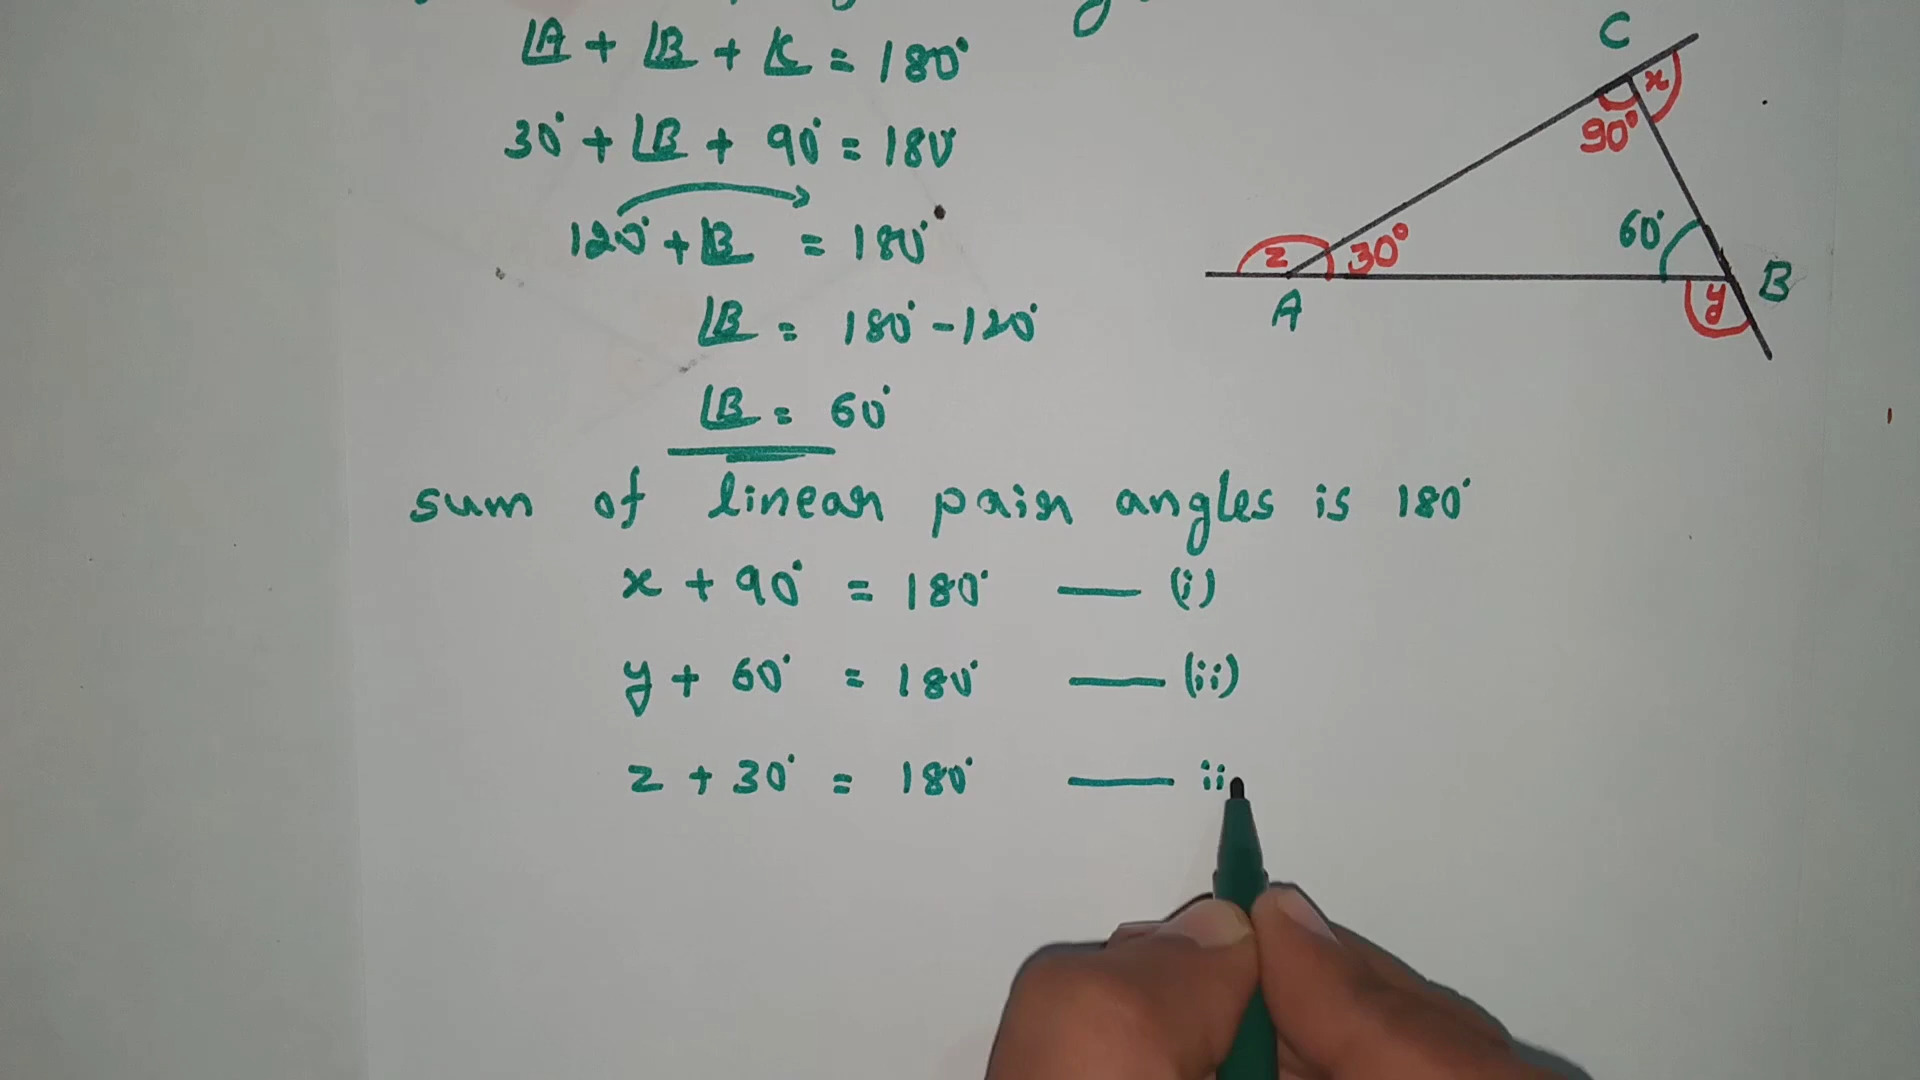 ∠A + ∠B + ∠C = 180°
30° + ∠B + 90° = 180°
120° + ∠B = 180°
∠B = 180° - 120°
∠B = 60°
sum of linear pair angles is 180°
x + 90° = 180° — (i)
y + 60° = 180° — (ii)
z + 30° = 180° — ii
C
x
90°
60°
z
30°
A
y
B